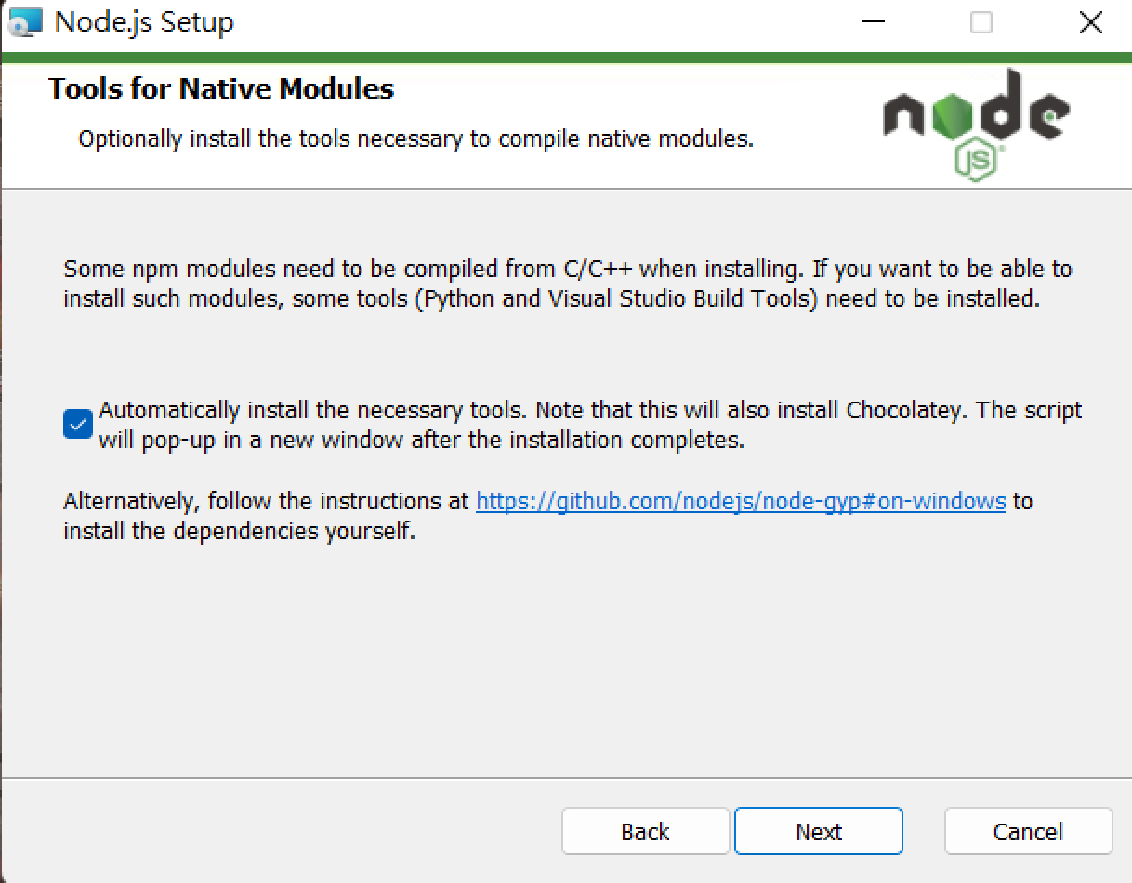 Node.js Setup
Tools for Native Modules
Optionally install the tools necessary to compile native modules.
node
JS
Some npm modules need to be compiled from C/C++ when installing. If you want to be able to
install such modules, some tools (Python and Visual Studio Build Tools) need to be installed.
Automatically install the necessary tools. Note that this will also install Chocolatey. The script
will pop-up in a new window after the installation completes.
Alternatively, follow the instructions at https://github.com/nodejs/node-gyp#on-windows to
install the dependencies yourself.
Back
Next
Cancel